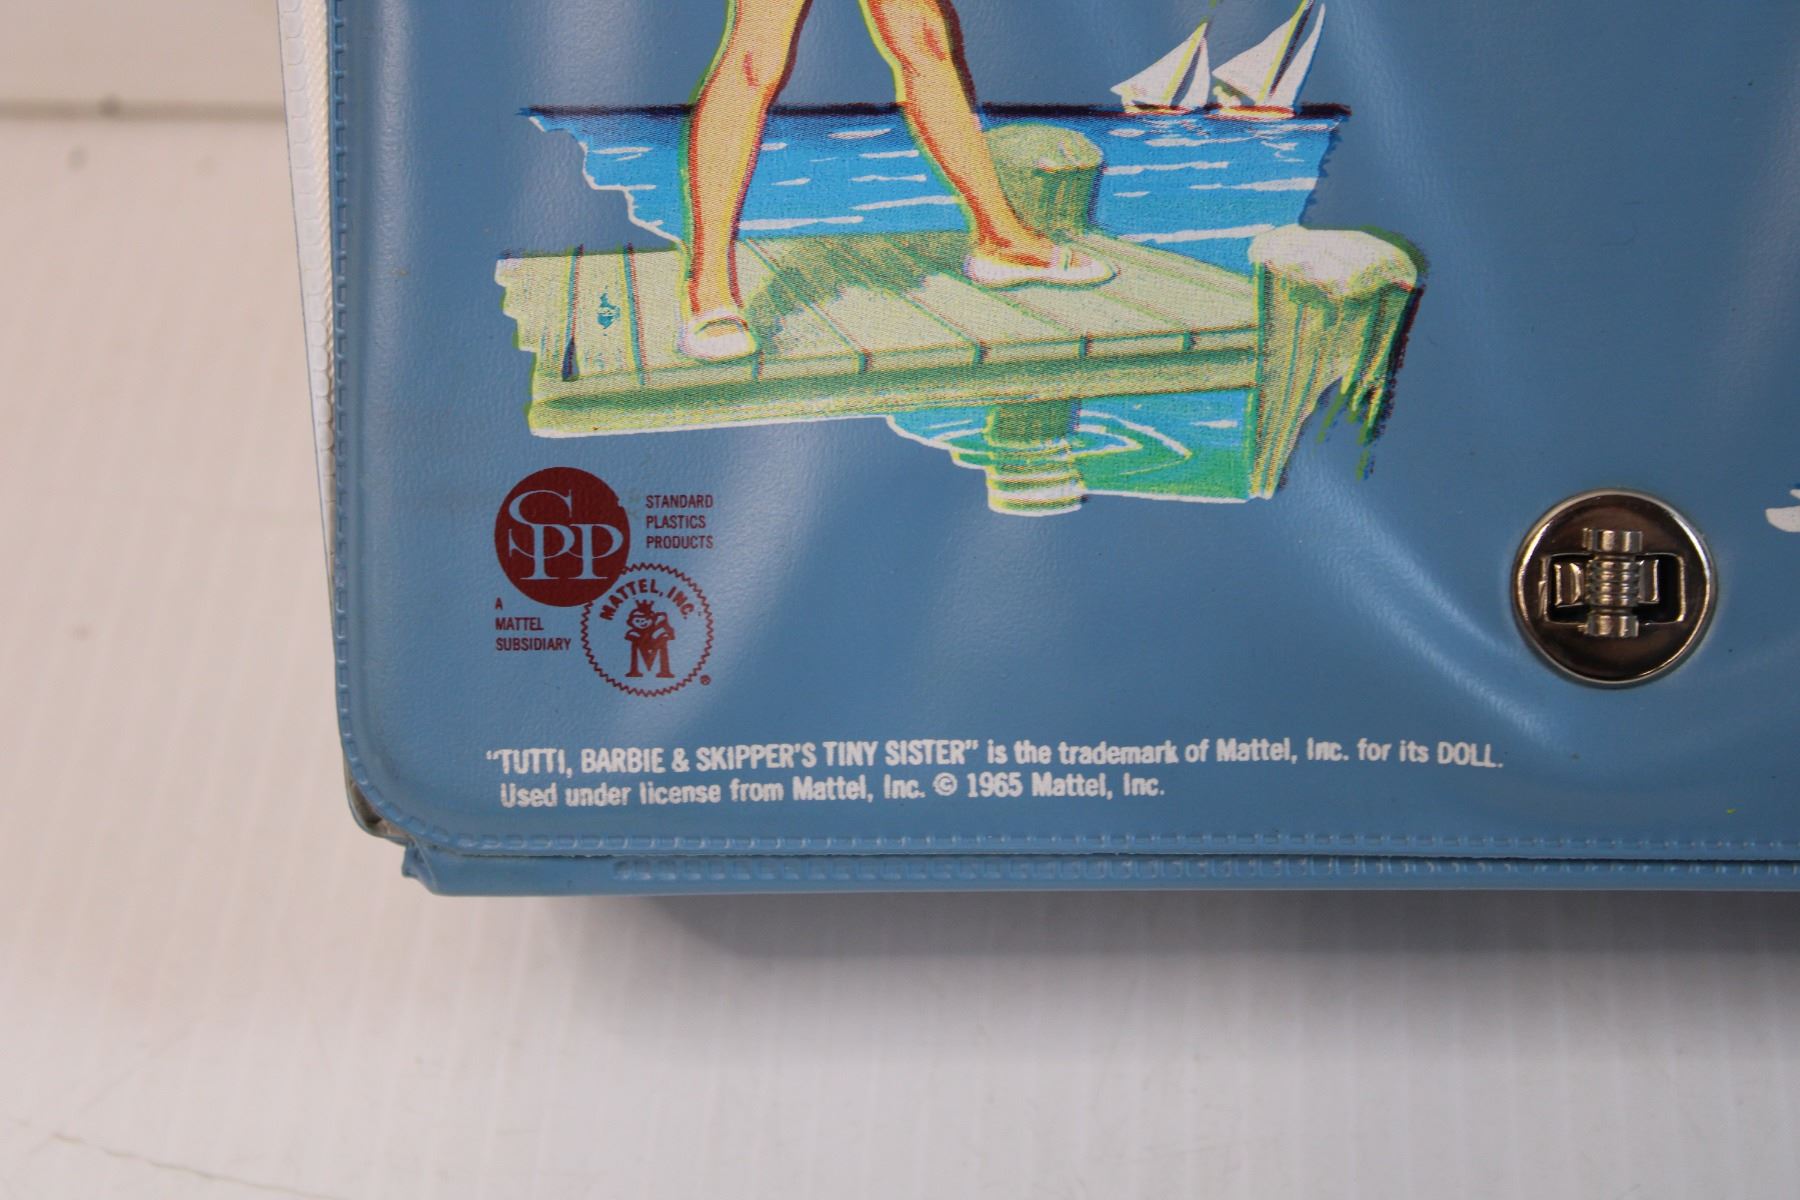 SPP
STANDARD
PLASTICS
PRODUCTS
A
MATTEL
SUBSIDIARY
MATTEL, INC.
M
®
“TUTTI, BARBIE & SKIPPER’S TINY SISTER” is the trademark of Mattel, Inc. for its DOLL.
Used under license from Mattel, Inc. © 1965 Mattel, Inc.